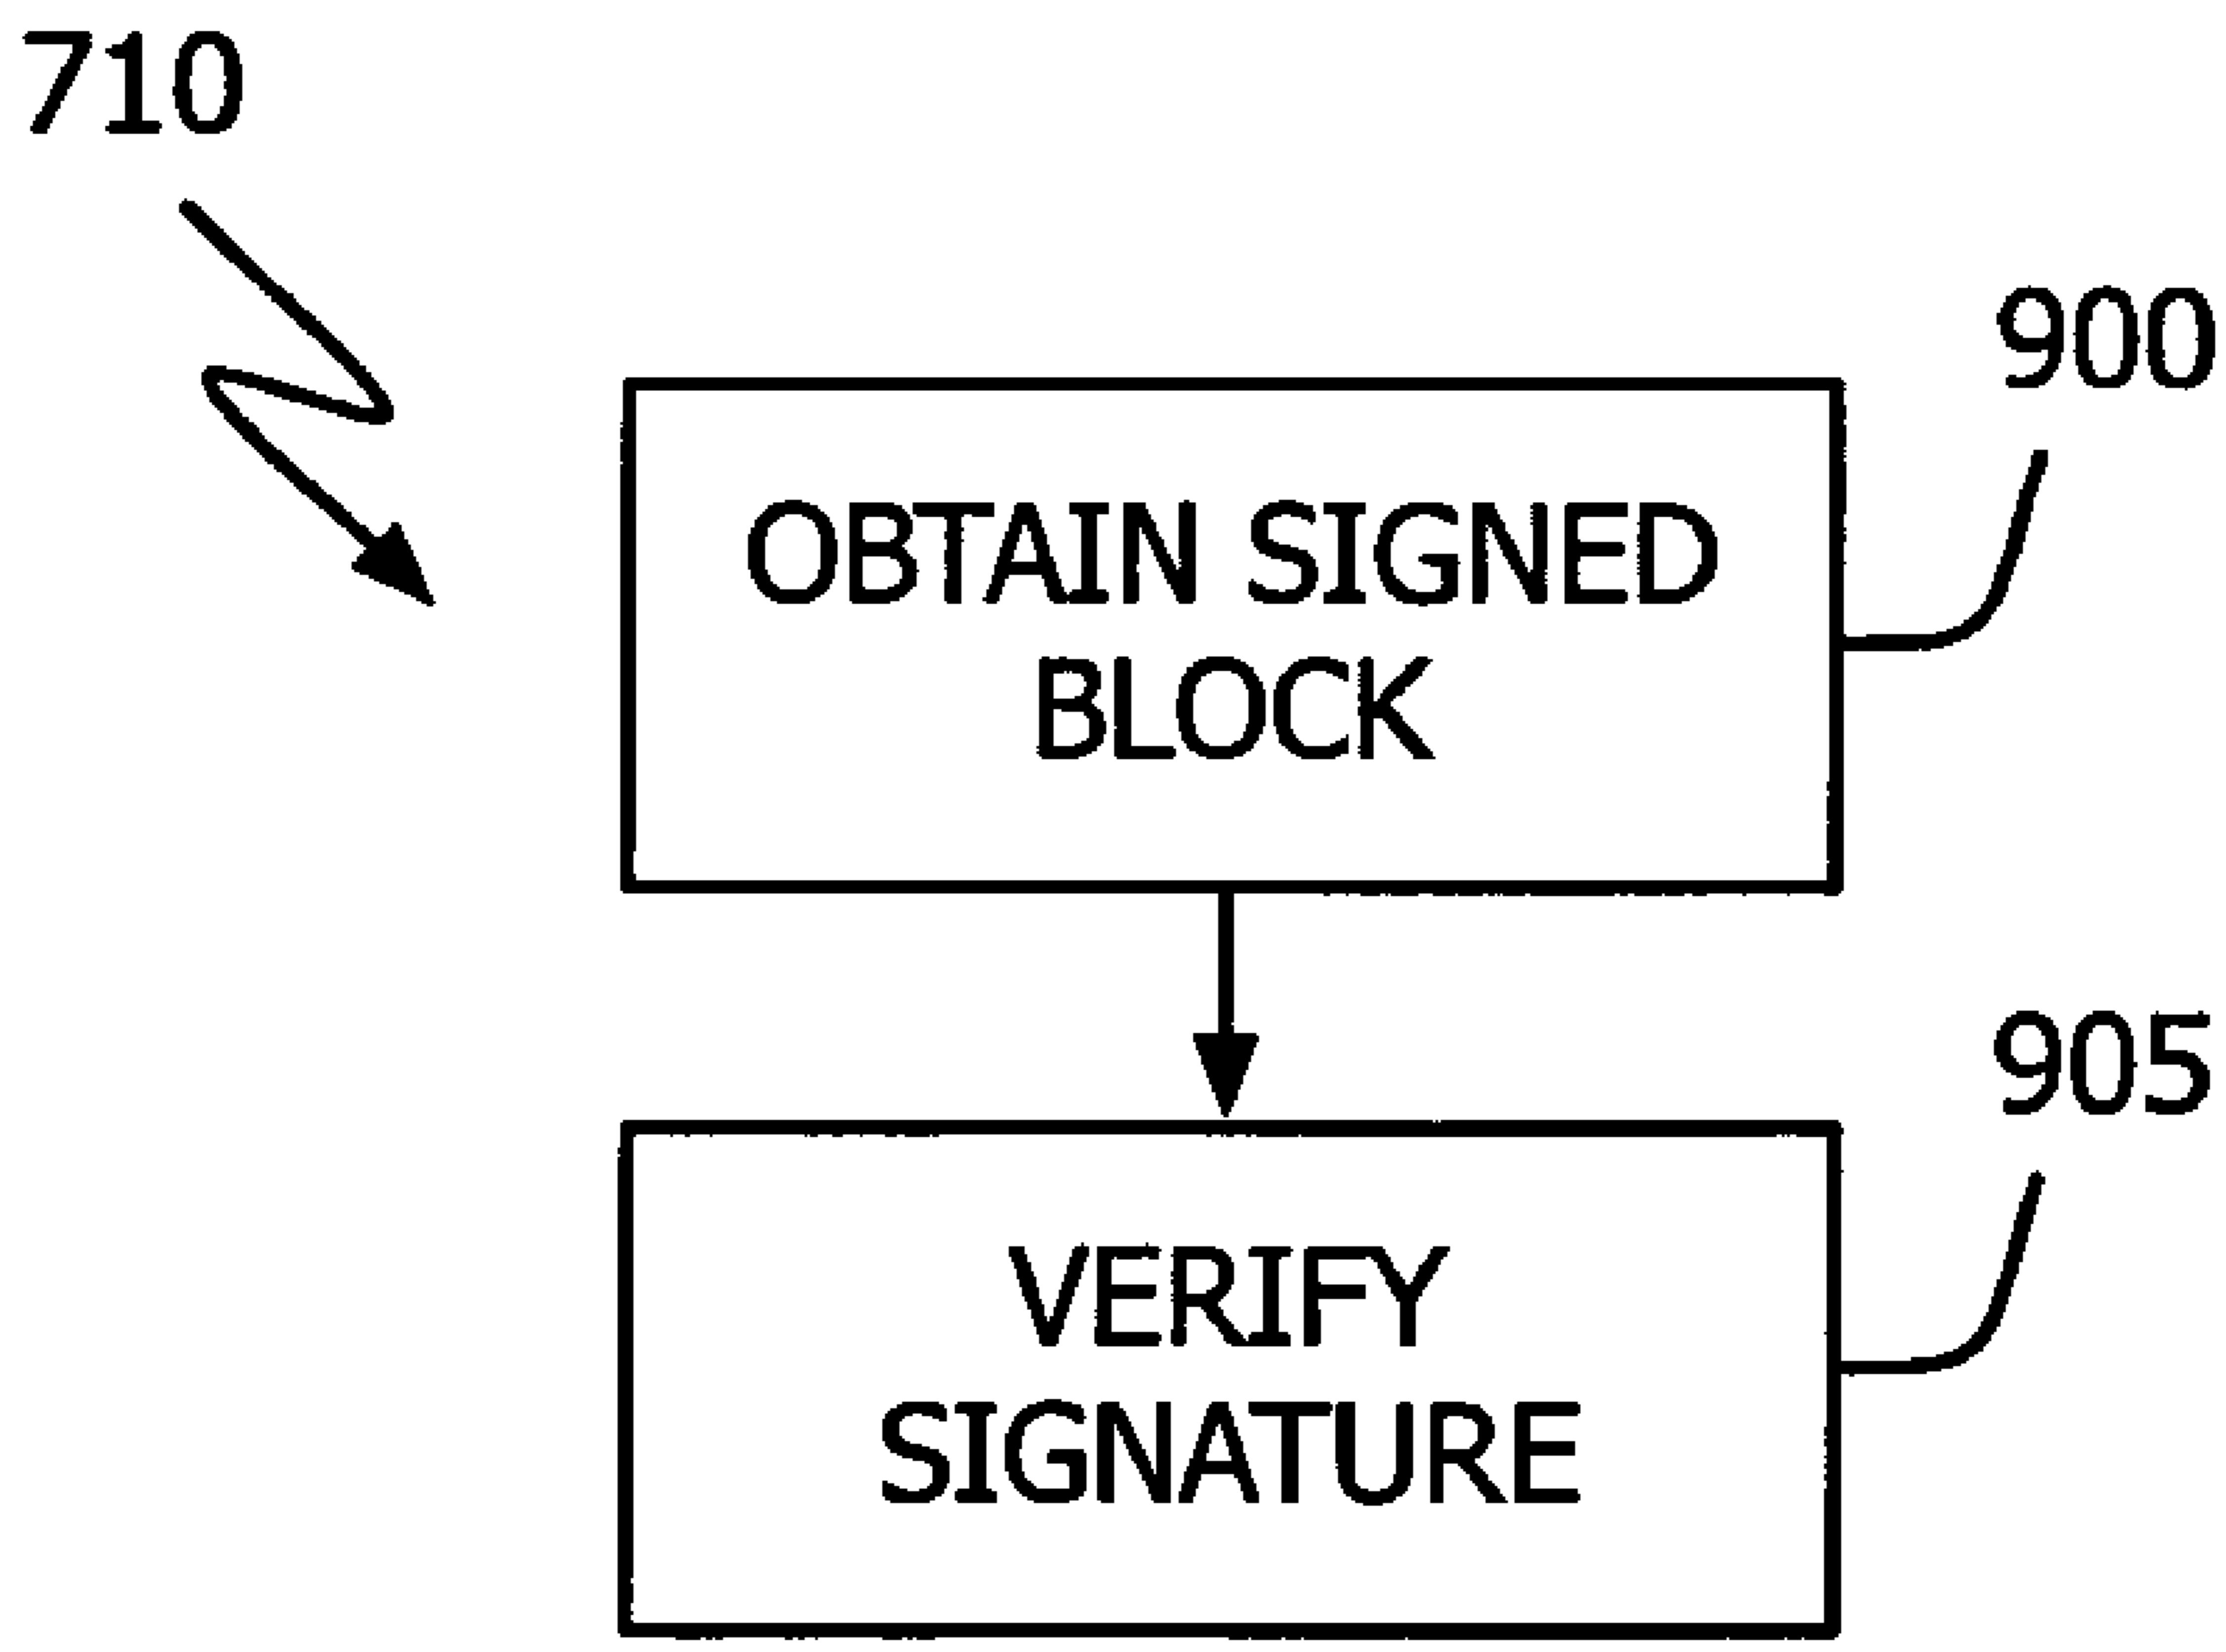 710
900
OBTAIN SIGNED
BLOCK
905
VERIFY
SIGNATURE